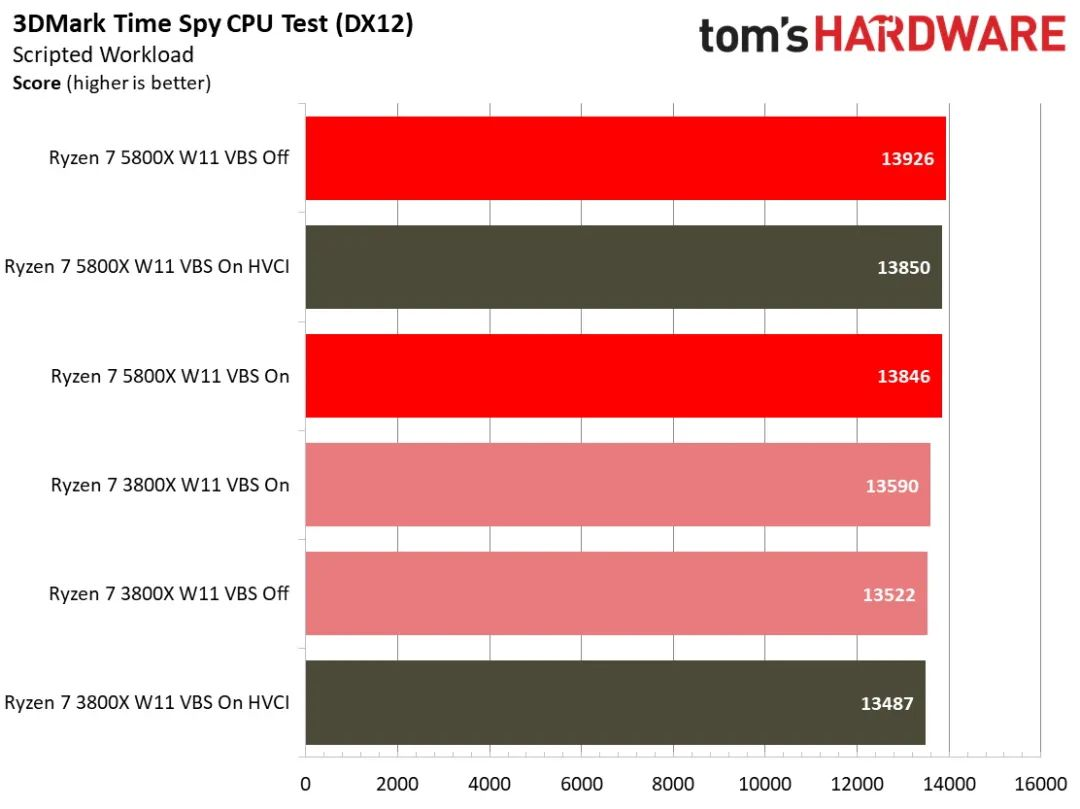 3DMark Time Spy CPU Test (DX12)
Scripted Workload
Score (higher is better)
tom's HARDWARE
Ryzen 7 5800X W11 VBS Off
13926
Ryzen 7 5800X W11 VBS On HVCI
13850
Ryzen 7 5800X W11 VBS On
13846
Ryzen 7 3800X W11 VBS On
13590
Ryzen 7 3800X W11 VBS Off
13522
Ryzen 7 3800X W11 VBS On HVCI
13487
0 2000 4000 6000 8000 10000 12000 14000 16000